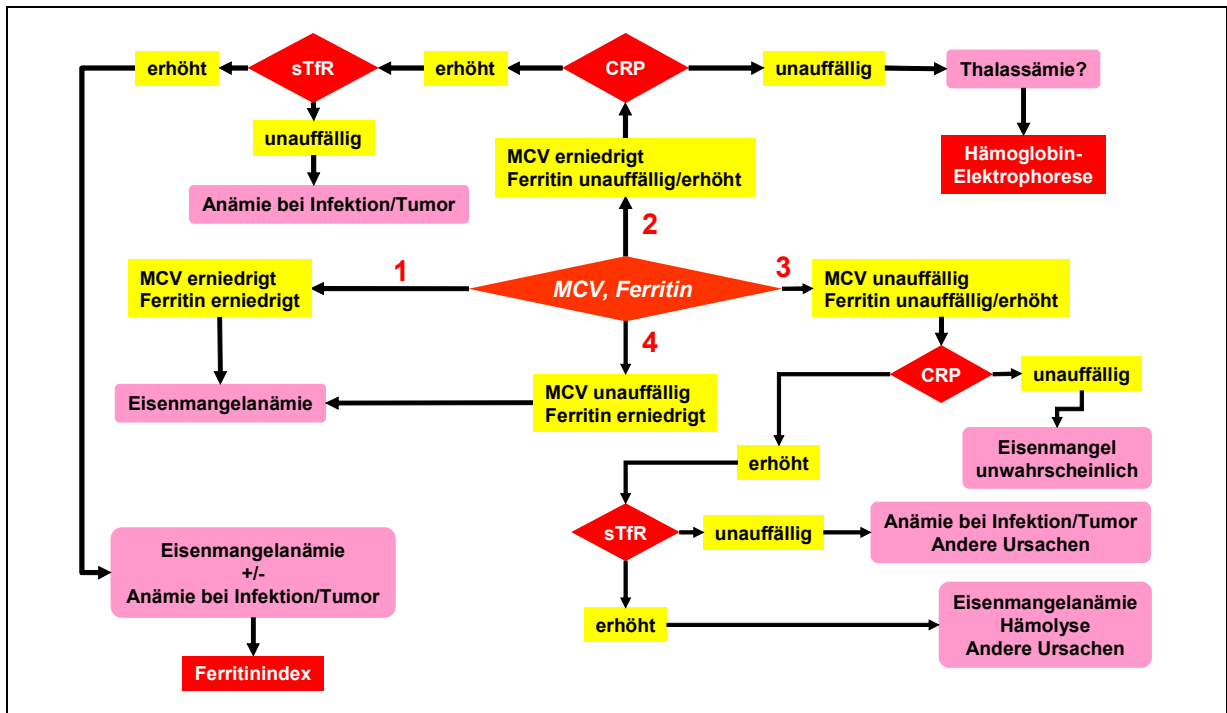 erhöht
sTfR
erhöht
CRP
unauffällig
Thalassämie?
unauffällig
MCV erniedrigt
Ferritin unauffällig/erhöht
Hämoglobin-
Elektrophorese
Anämie bei Infektion/Tumor
2
1
3
MCV erniedrigt
Ferritin erniedrigt
MCV, Ferritin
MCV unauffällig
Ferritin unauffällig/erhöht
4
CRP
unauffällig
Eisenmangelanämie
MCV unauffällig
Ferritin erniedrigt
Eisenmangel
unwahrscheinlich
erhöht
sTfR
unauffällig
Anämie bei Infektion/Tumor
Andere Ursachen
Eisenmangelanämie
+/-
Anämie bei Infektion/Tumor
erhöht
Eisenmangelanämie
Hämolyse
Andere Ursachen
Ferritinindex